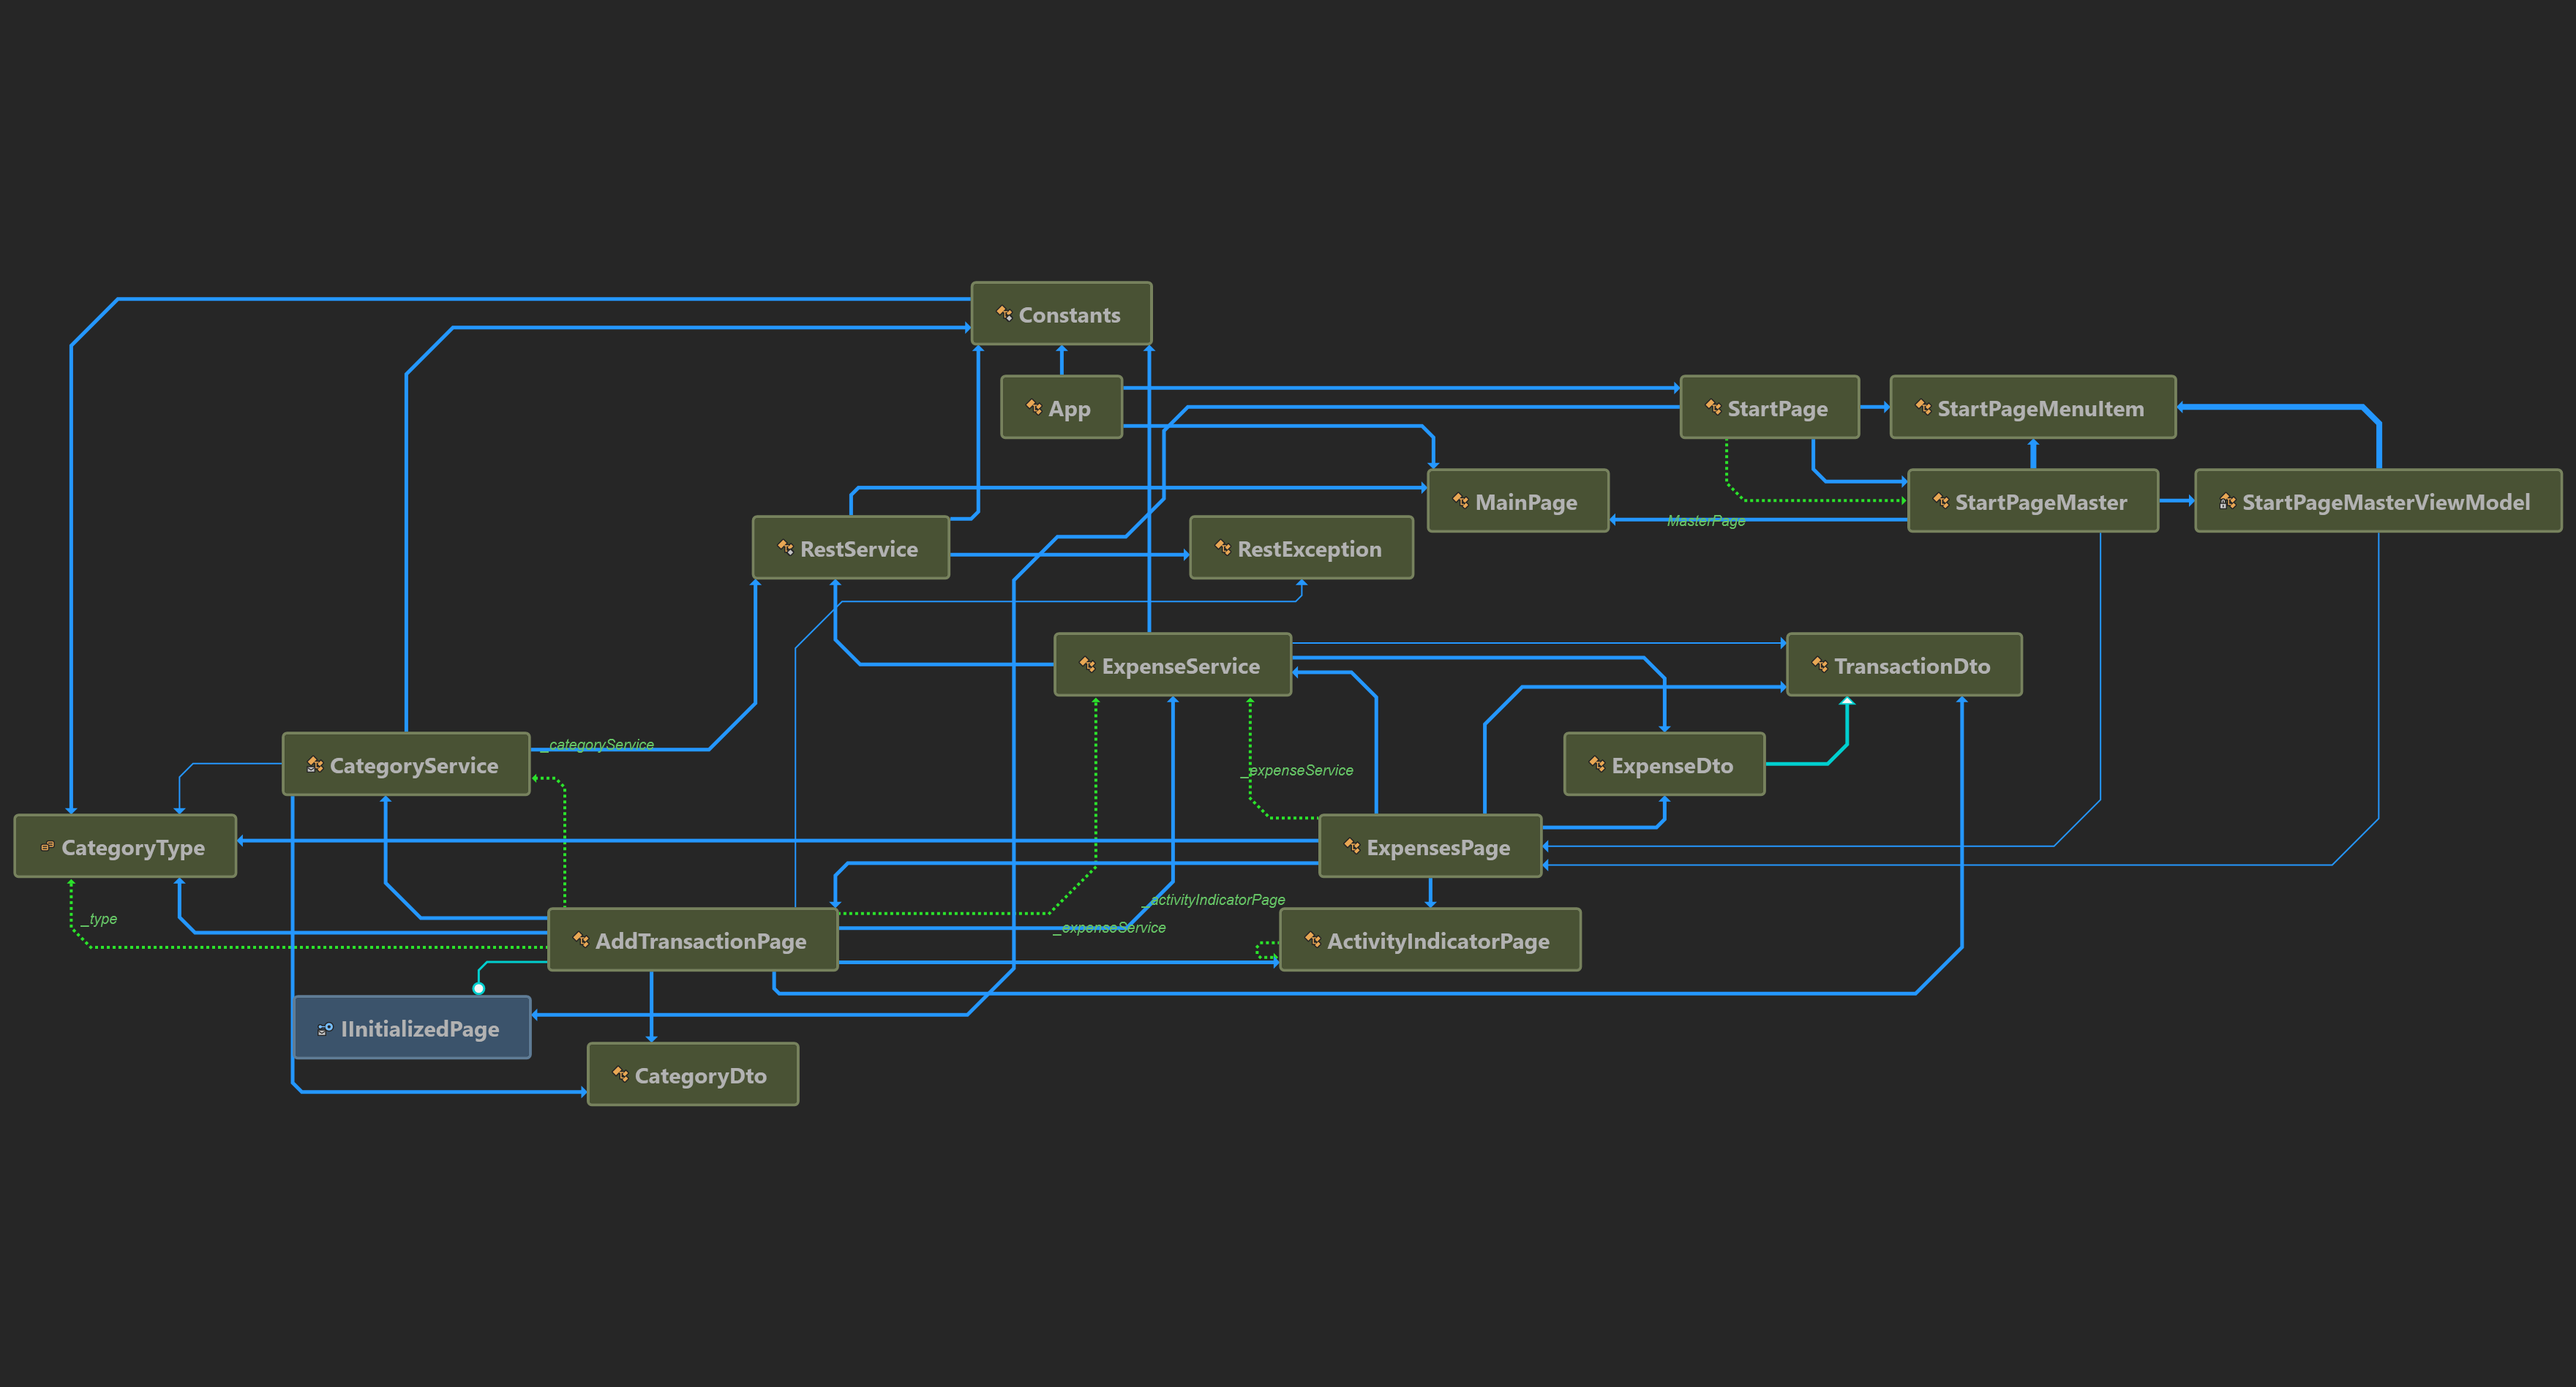 Constants
App
StartPage
StartPageMenuItem
MainPage
StartPageMaster
StartPageMasterViewModel
MasterPage
RestService
RestException
ExpenseService
TransactionDto
_categoryService
CategoryService
_expenseService
ExpenseDto
CategoryType
ExpensesPage
_activityIndicatorPage
_type
_expenseService
AddTransactionPage
ActivityIndicatorPage
IInitializedPage
CategoryDto